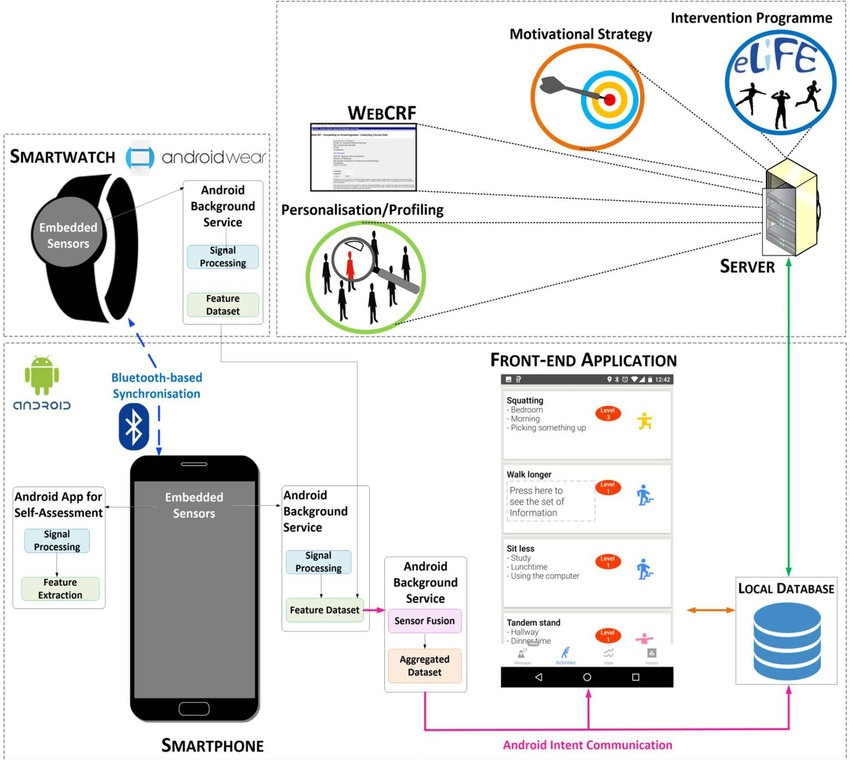 Motivational Strategy
Intervention Programme
eLiFE
WEBCRF
SMARTWATCH
androidwear
Embedded
Sensors
Android
Background
Service
Signal
Processing
Feature
Dataset
Personalisation/Profiling
SERVER
ANDROID
Bluetooth-based
Synchronisation
Android App for
Self-Assessment
Signal
Processing
Feature
Extraction
Embedded
Sensors
SMARTPHONE
Android
Background
Service
Signal
Processing
Feature Dataset
Android
Background
Service
Sensor Fusion
Aggregated
Dataset
FRONT-END APPLICATION
12:42
Squatting
- Bedroom
- Morning
- Picking something up
Level
3
Walk longer
Press here to
see the set of
Information
Level
1
Sit less
- Study
- Lunchtime
- Using the computer
Level
1
Tandem stand
- Hallway
- Dinner time
Level
1
Message
Activities
LOCAL DATABASE
Android Intent Communication